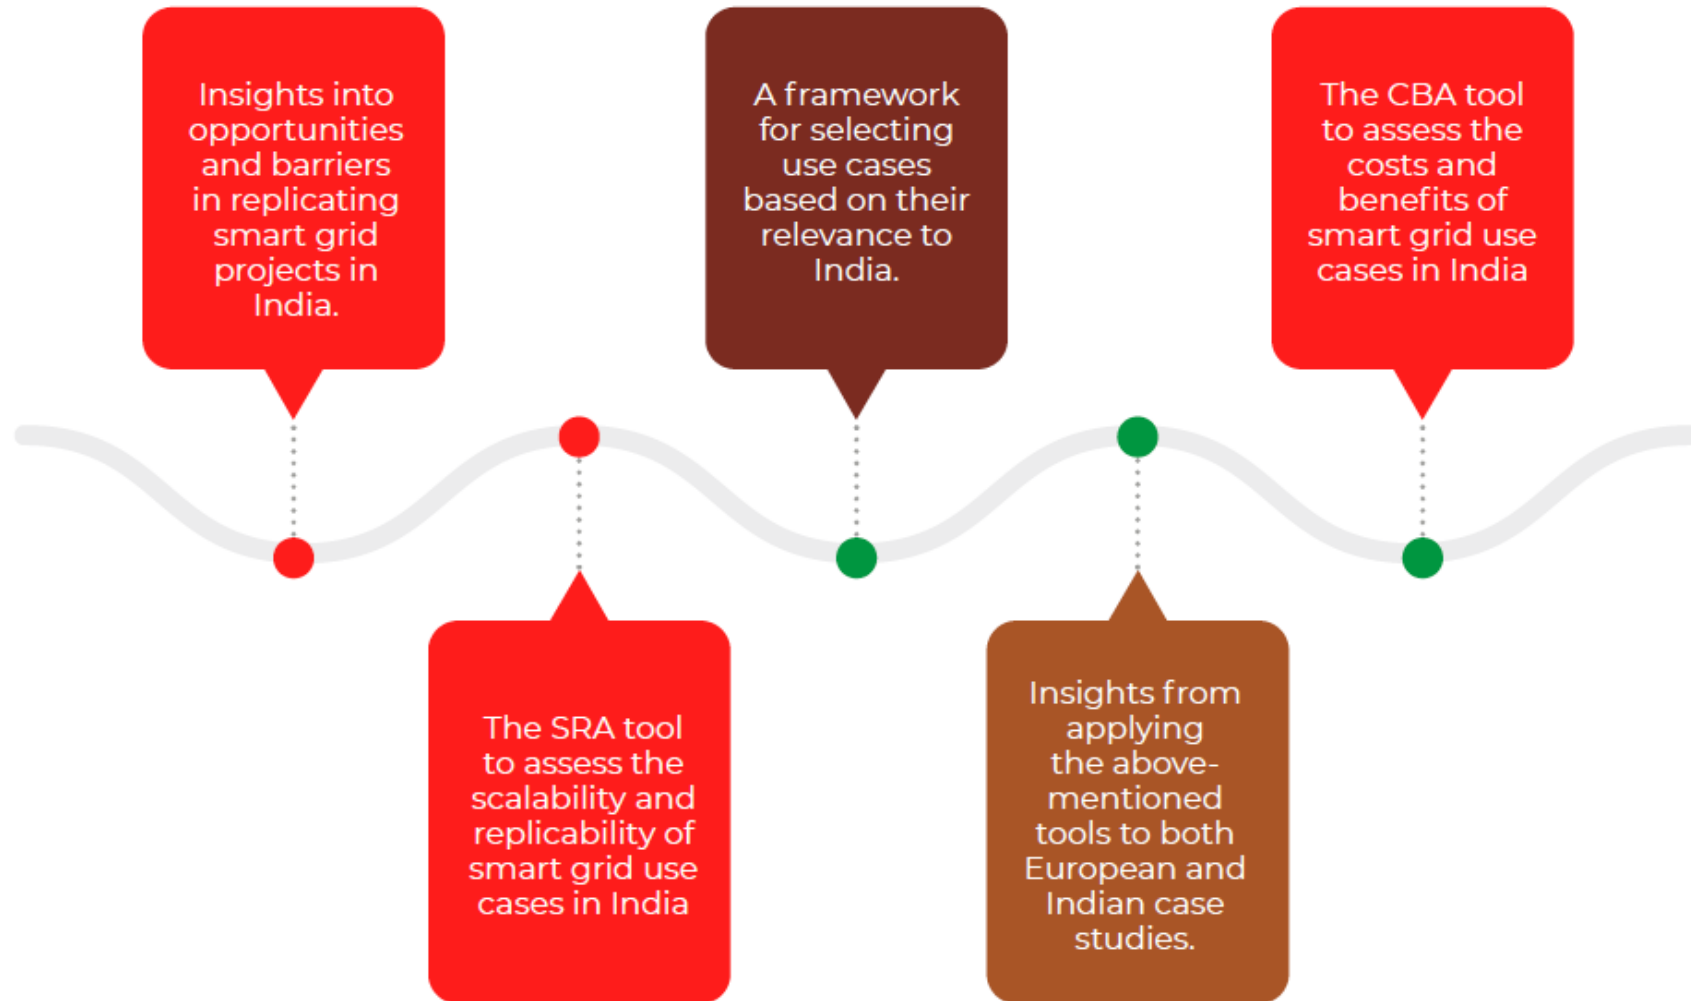 Insights into
opportunities
and barriers
in replicating
smart grid
projects in
India.
The SRA tool
to assess the
scalability and
replicability of
smart grid use
cases in India
A framework
for selecting
use cases
based on their
relevance to
India.
Insights from
applying
the above-
mentioned
tools to both
European and
Indian case
studies.
The CBA tool
to assess the
costs and
benefits of
smart grid use
cases in India